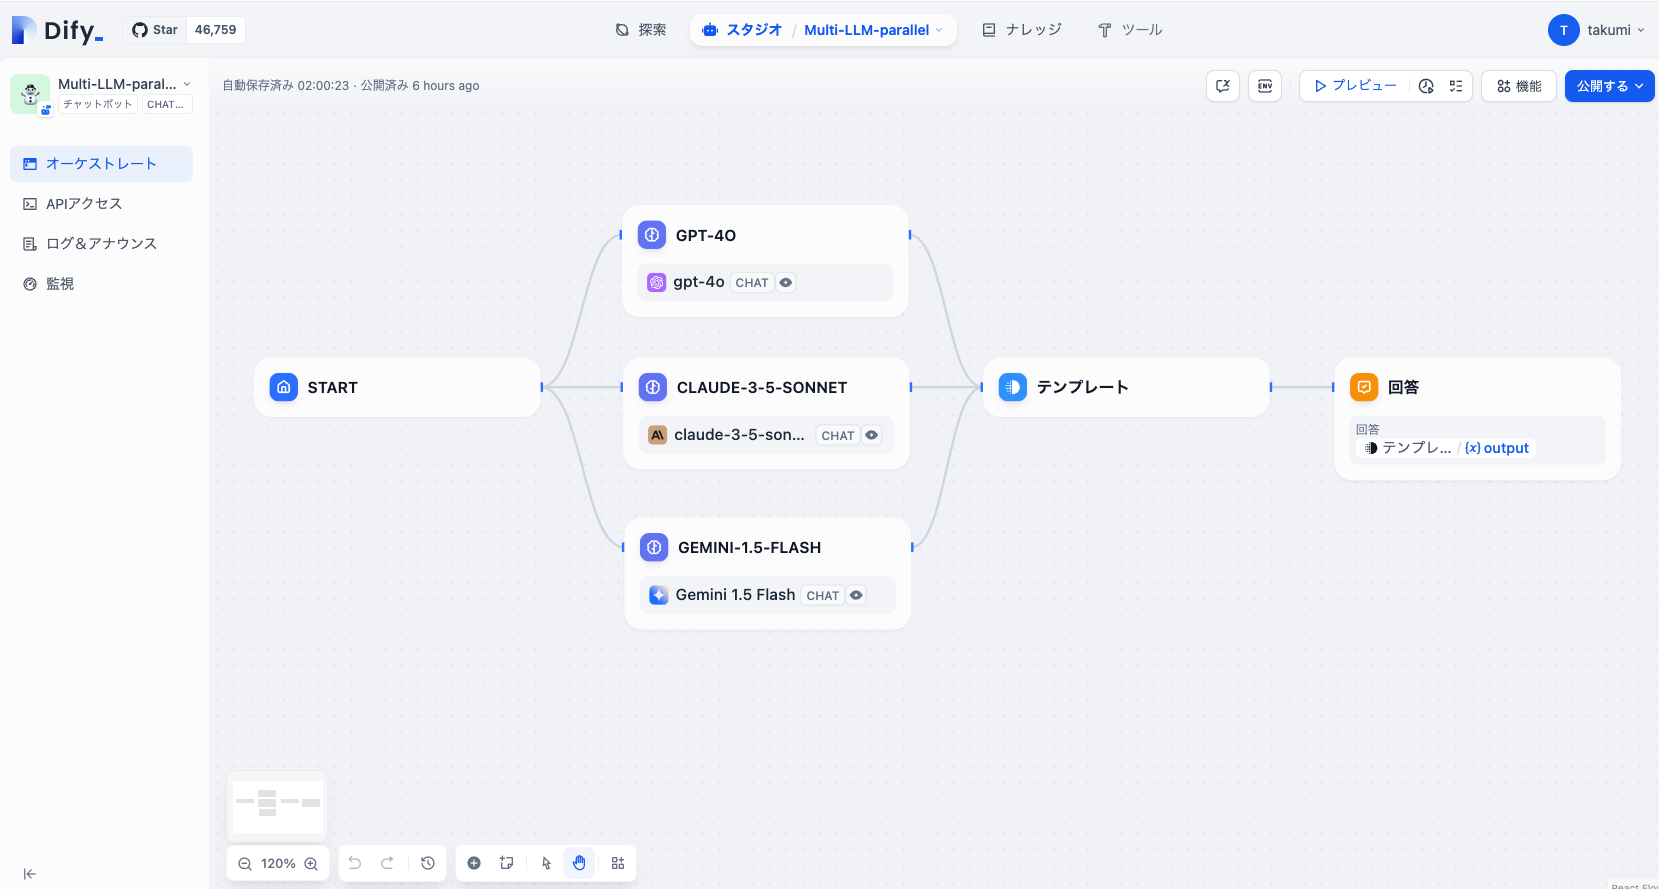 Dify_
Star 46,759
探索
スタジオ / Multi-LLM-parallel
ナレッジ
ツール
T takumi
Multi-LLM-paral...
チャットボット CHAT...
自動保存済み 02:00:23 · 公開済み 6 hours ago
ENV
プレビュー
機能
公開する
オーケストレート
APIアクセス
ログ＆アナウンス
監視
GPT-4O
gpt-4o CHAT
START
CLAUDE-3-5-SONNET
claude-3-5-son... CHAT
GEMINI-1.5-FLASH
Gemini 1.5 Flash CHAT
テンプレート
回答
回答
テンプレ... / {x} output
120%
React Flow